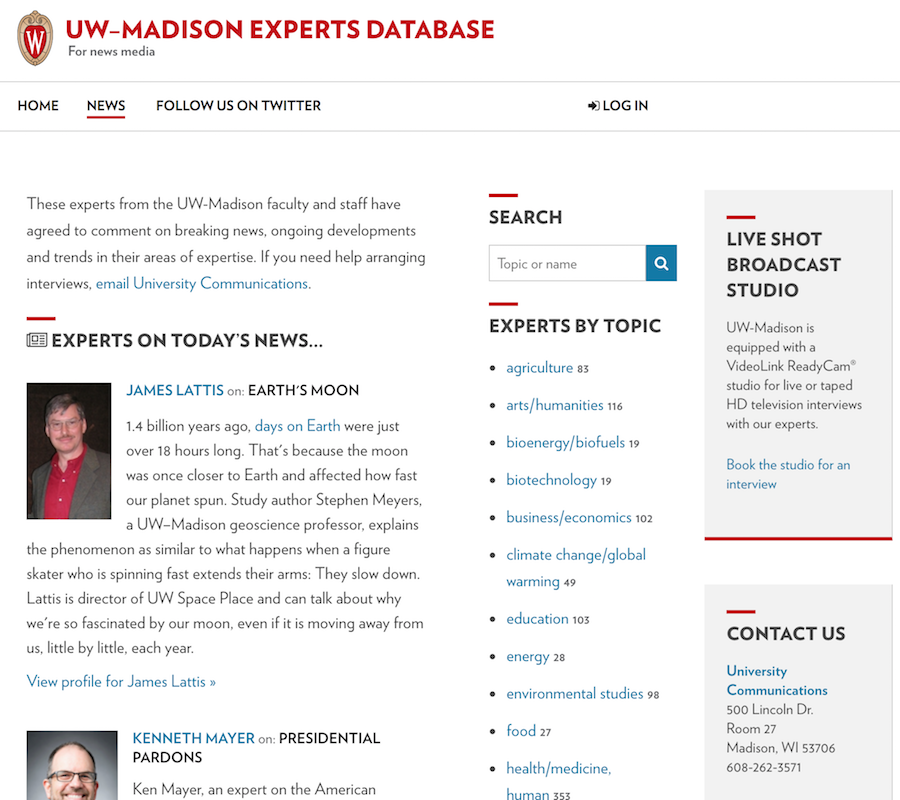 W
UW–MADISON EXPERTS DATABASE
For news media
HOME
NEWS
FOLLOW US ON TWITTER
LOG IN
These experts from the UW-Madison faculty and staff have
agreed to comment on breaking news, ongoing developments
and trends in their areas of expertise. If you need help arranging
interviews, email University Communications.
EXPERTS ON TODAY'S NEWS...
JAMES LATTIS on: EARTH'S MOON
1.4 billion years ago, days on Earth were just
over 18 hours long. That's because the moon
was once closer to Earth and affected how fast
our planet spun. Study author Stephen Meyers,
a UW–Madison geoscience professor, explains
the phenomenon as similar to what happens when a figure
skater who is spinning fast extends their arms: They slow down.
Lattis is director of UW Space Place and can talk about why
we're so fascinated by our moon, even if it is moving away from
us, little by little, each year.
View profile for James Lattis »
KENNETH MAYER on: PRESIDENTIAL
PARDONS
Ken Mayer, an expert on the American
SEARCH
Topic or name
EXPERTS BY TOPIC
agriculture 83
arts/humanities 116
bioenergy/biofuels 19
biotechnology 19
business/economics 102
climate change/global
warming 49
education 103
energy 28
environmental studies 98
food 27
health/medicine,
human 353
LIVE SHOT
BROADCAST
STUDIO
UW-Madison is
equipped with a
VideoLink ReadyCam®
studio for live or taped
HD television interviews
with our experts.
Book the studio for an
interview
CONTACT US
University
Communications
500 Lincoln Dr.
Room 27
Madison, WI 53706
608-262-3571